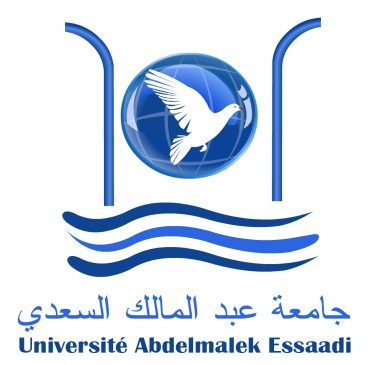 جامعة عبد المالك السعدي
Université Abdelmalek Essaadi